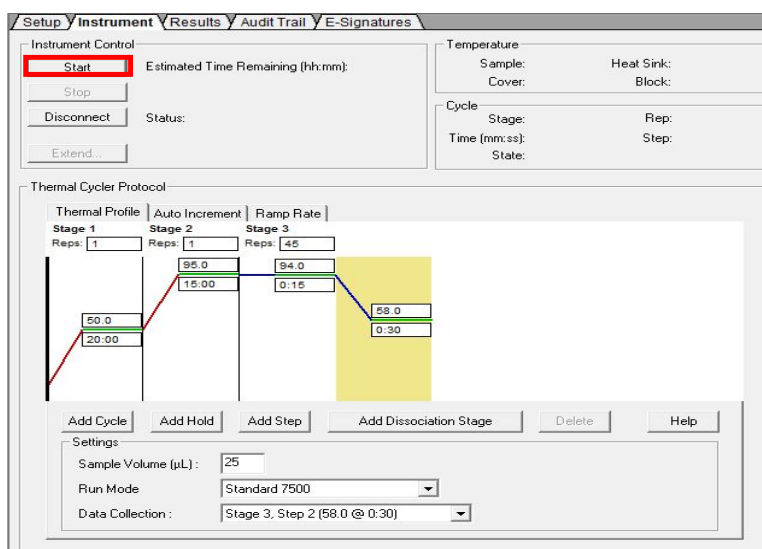 Setup Instrument Results Audit Trail E-Signatures
Instrument Control
Start
Estimated Time Remaining (hh:mm):
Stop
Disconnect
Status:
Extend...
Temperature
Sample: Heat Sink:
Cover: Block:
Cycle
Stage: Rep:
Time (mm:ss): Step:
State:
Thermal Cycler Protocol
Thermal Profile Auto Increment Ramp Rate
Stage 1 Stage 2 Stage 3
Reps: 1 Reps: 1 Reps: 45
95.0 94.0
15:00 0:15
50.0 58.0
20:00 0:30
Add Cycle Add Hold Add Step Add Dissociation Stage Delete Help
Settings
Sample Volume (µL) : 25
Run Mode Standard 7500
Data Collection : Stage 3, Step 2 (58.0 @ 0:30)